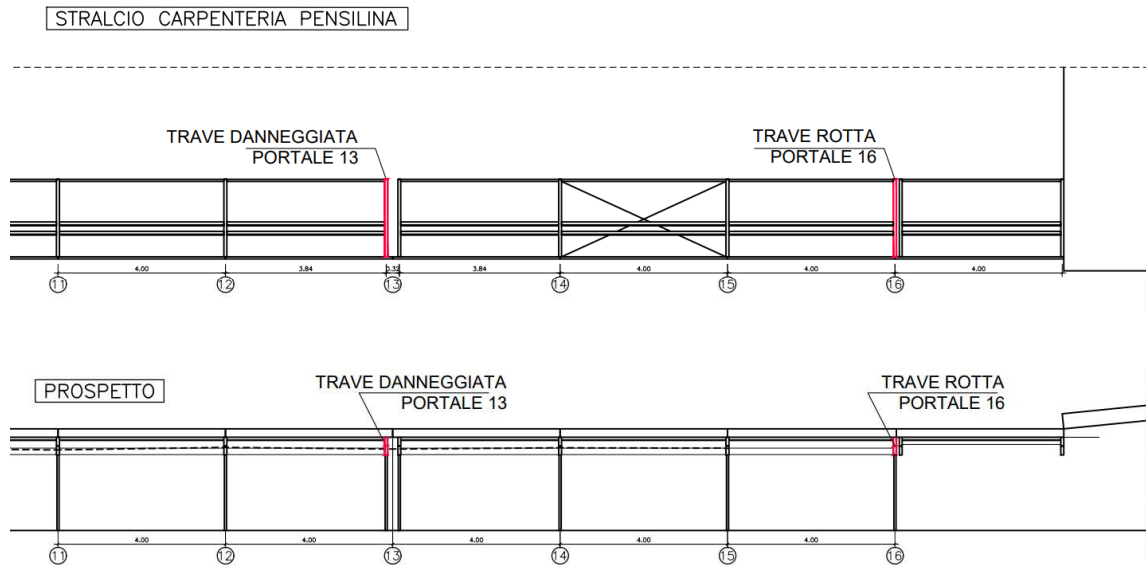 STRALCIO CARPENTERIA PENSILINA
TRAVE DANNEGGIATA
PORTALE 13
TRAVE ROTTA
PORTALE 16
4.00 3.84 0.32 3.84 4.00 4.00 4.00
11 12 13 14 15 16
PROSPETTO
TRAVE DANNEGGIATA
PORTALE 13
TRAVE ROTTA
PORTALE 16
4.00 4.00 4.00 4.00 4.00
11 12 13 14 15 16